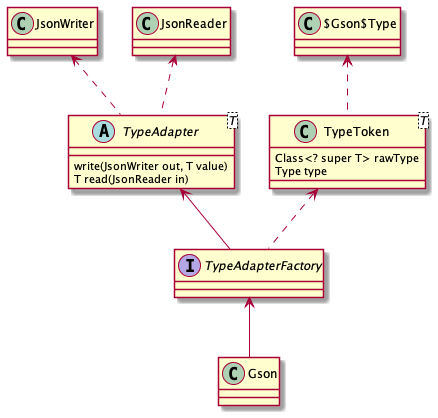 C JsonWriter
C JsonReader
C $Gson$Type
A TypeAdapter T
write(JsonWriter out, T value)
T read(JsonReader in)
C TypeToken T
Class<? super T> rawType
Type type
I TypeAdapterFactory
C Gson